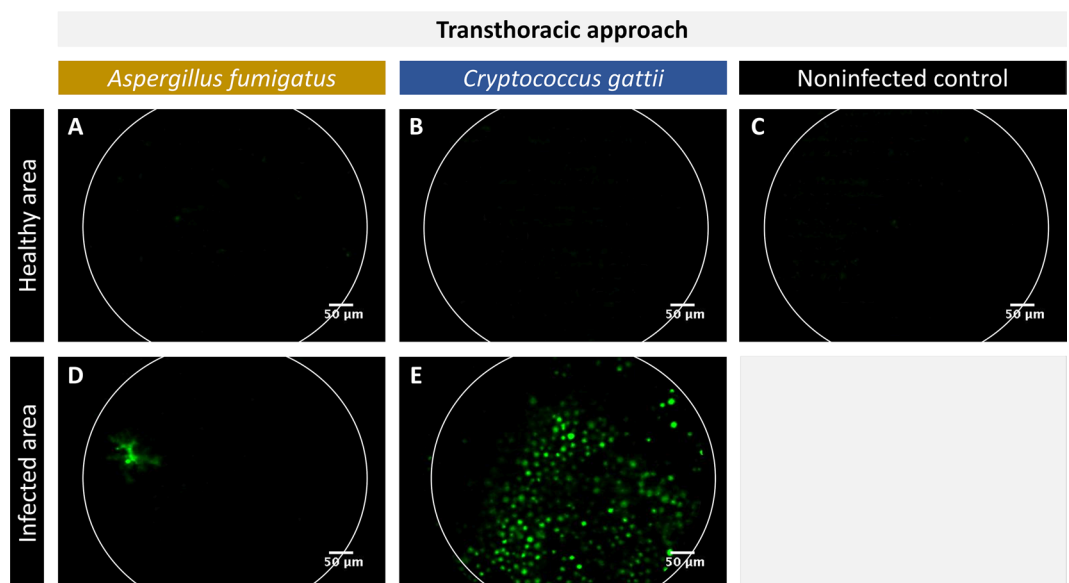 Transthoracic approach
Aspergillus fumigatus
Cryptococcus gattii
Noninfected control
Healthy area
A
B
C
50 µm
50 µm
50 µm
Infected area
D
E
50 µm
50 µm